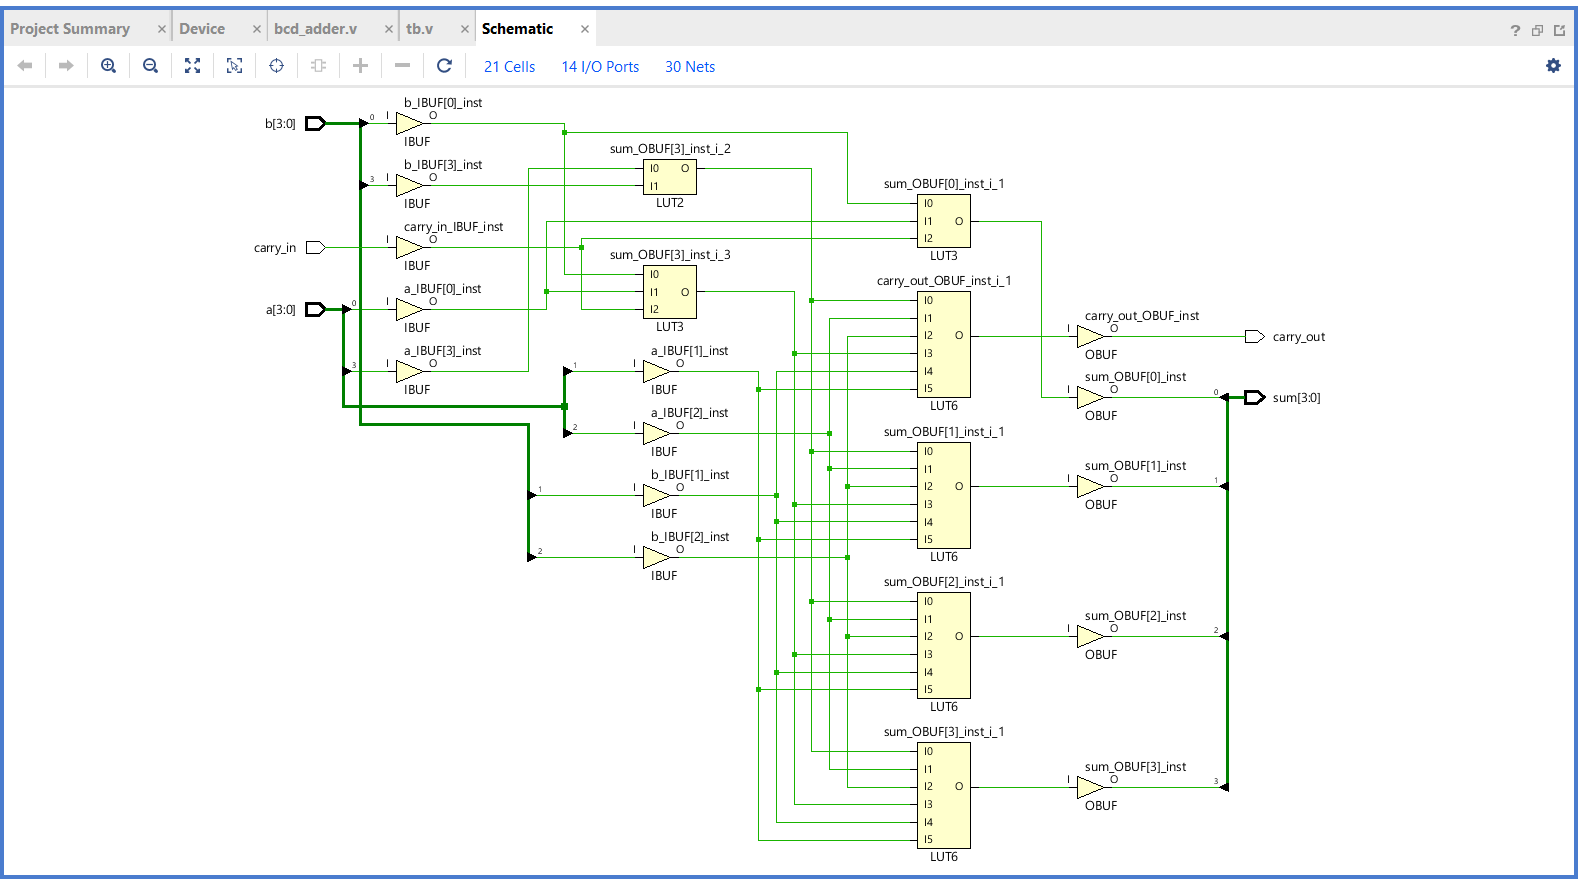 Project Summary × Device × bcd_adder.v × tb.v × Schematic × ?
21 Cells 14 I/O Ports 30 Nets
b[3:0]
0
b_IBUF[0]_inst
I O
IBUF
3
b_IBUF[3]_inst
I O
IBUF
carry_in
carry_in_IBUF_inst
I O
IBUF
a[3:0]
0
a_IBUF[0]_inst
I O
IBUF
3
a_IBUF[3]_inst
I O
IBUF
sum_OBUF[3]_inst_i_2
I0 O
I1
LUT2
sum_OBUF[3]_inst_i_3
I0
I1 O
I2
LUT3
1
a_IBUF[1]_inst
I O
IBUF
2
a_IBUF[2]_inst
I O
IBUF
1
b_IBUF[1]_inst
I O
IBUF
2
b_IBUF[2]_inst
I O
IBUF
sum_OBUF[0]_inst_i_1
I0
I1 O
I2
LUT3
carry_out_OBUF_inst_i_1
I0
I1
I2 O
I3
I4
I5
LUT6
sum_OBUF[1]_inst_i_1
I0
I1
I2 O
I3
I4
I5
LUT6
sum_OBUF[2]_inst_i_1
I0
I1
I2 O
I3
I4
I5
LUT6
sum_OBUF[3]_inst_i_1
I0
I1
I2 O
I3
I4
I5
LUT6
carry_out_OBUF_inst
I O
OBUF
carry_out
sum_OBUF[0]_inst
I O
OBUF
0
sum[3:0]
sum_OBUF[1]_inst
I O
OBUF
1
sum_OBUF[2]_inst
I O
OBUF
2
sum_OBUF[3]_inst
I O
OBUF
3